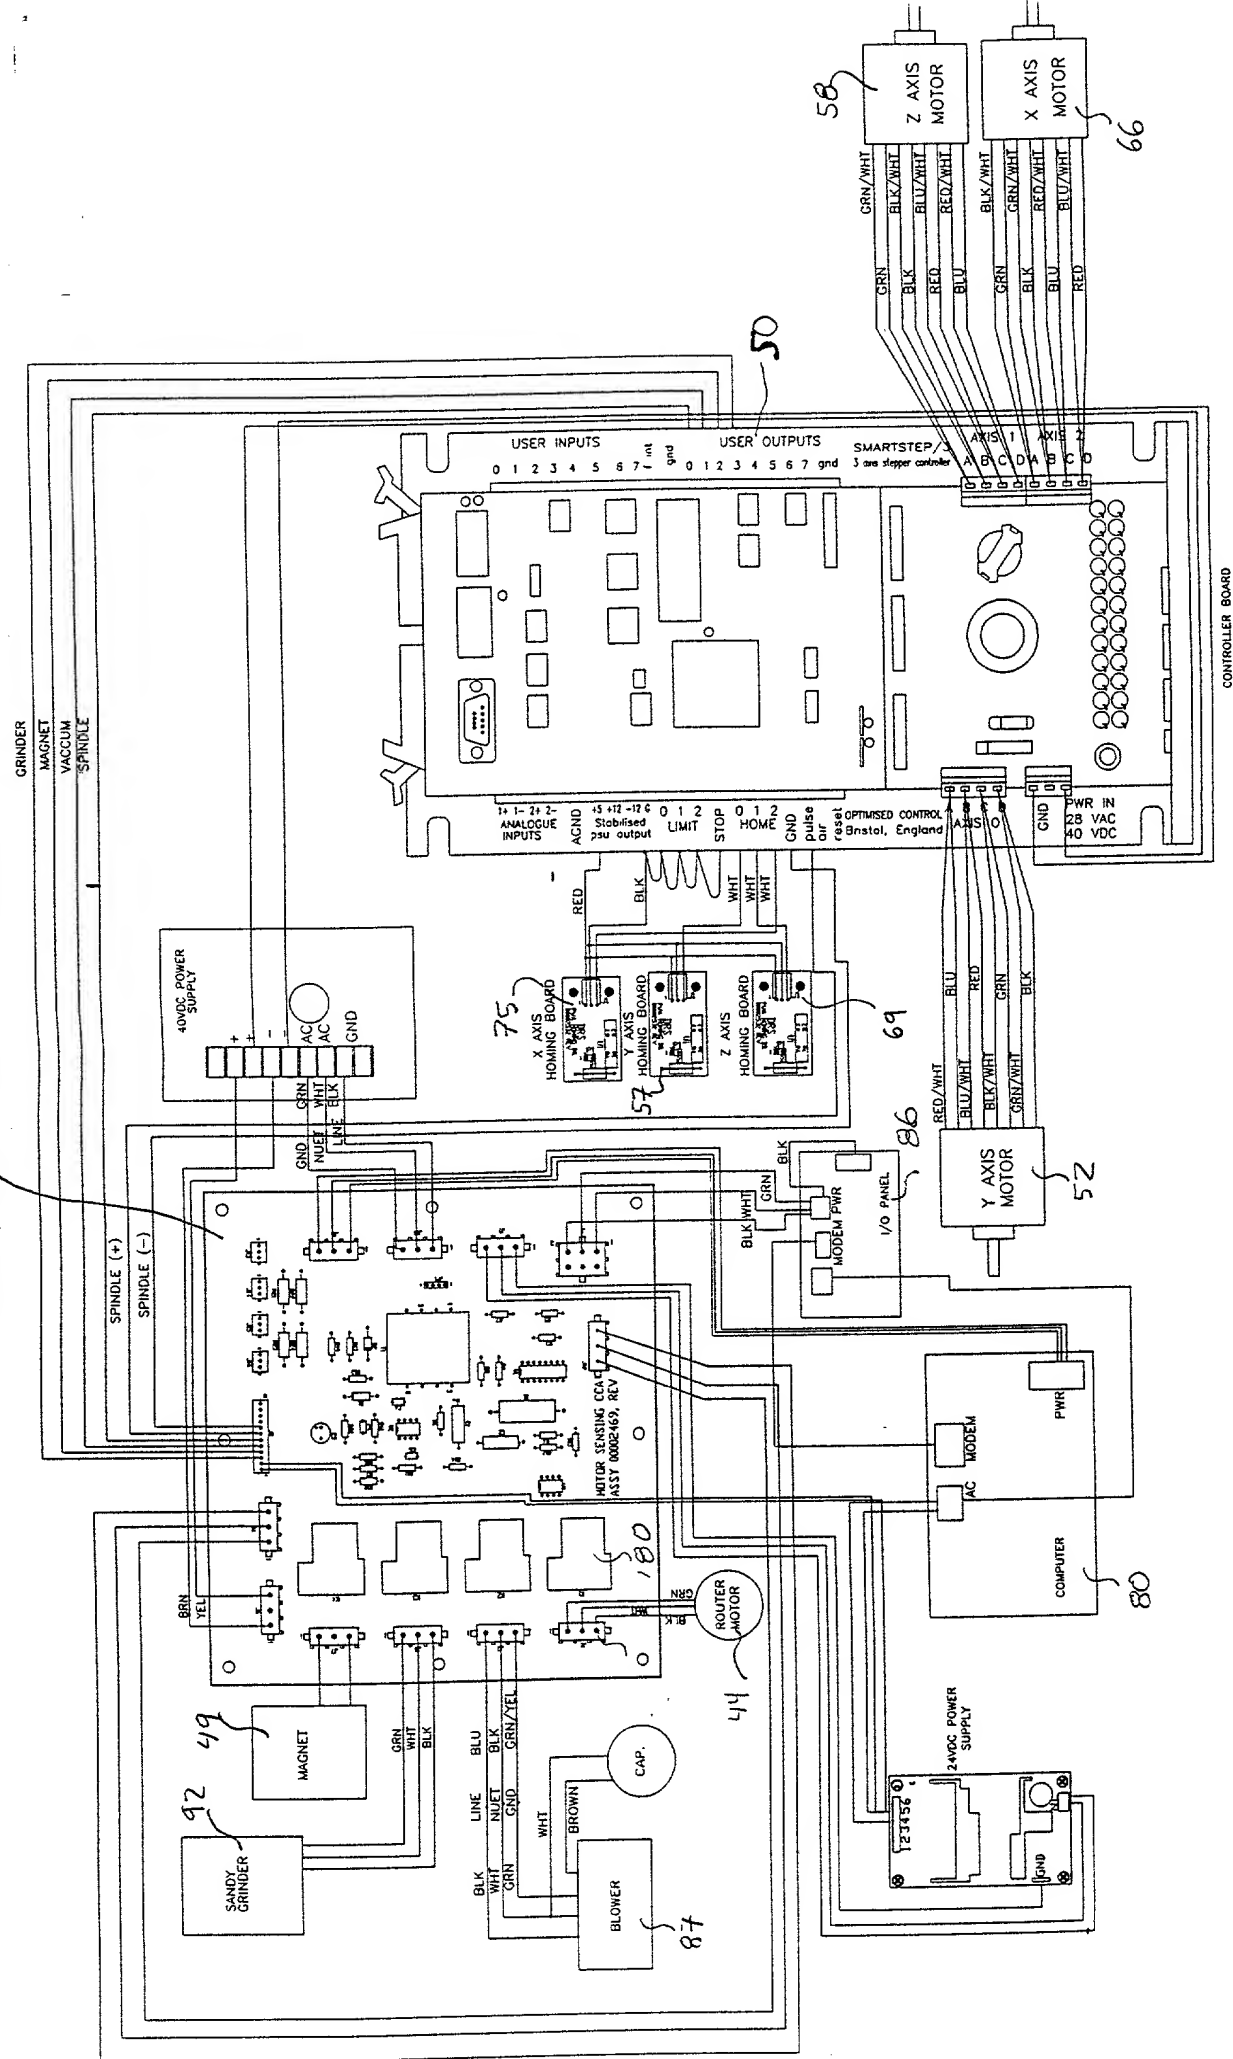 GRINDER
MAGNET
VACCUM
SPINDLE
SPINDLE (+)
SPINDLE (-)
58
Z AXIS
MOTOR
X AXIS
MOTOR
66
GRN/WHT
BLK/WHT
BLU/WHT
RED/WHT
GRN
BLK
RED
BLU
BLK/WHT
GRN/WHT
RED/WHT
BLU/WHT
GRN
BLK
BLU
RED
50
USER INPUTS
0 1 2 3 4 5 6 7 int gnd
USER OUTPUTS
0 1 2 3 4 5 6 7 gnd
SMARTSTEP/3
3 axis stepper controller
AXIS 1
A B C D
AXIS 2
A B C D
CONTROLLER BOARD
1+ 1- 2+ 2-
ANALOGUE
INPUTS
AGND
+5 +12 -12 G
Stabilised
psu output
0 1 2
LIMIT
STOP
0 1 2
HOME
GND
pulse
air
reset
OPTIMISED CONTROL
Bristol, England
AXIS 0
GND
PWR IN
28 VAC
40 VDC
RED
BLK
WHT
WHT
WHT
75
X AXIS
HOMING BOARD
Y AXIS
HOMING BOARD
57
Z AXIS
HOMING BOARD
69
40VDC POWER
SUPPLY
+
+
-
-
AC
AC
GND
GRN
WHT
BLK
GND
NUET
LINE
BLU
RED
GRN
BLK
RED/WHT
BLU/WHT
BLK/WHT
GRN/WHT
Y AXIS
MOTOR
52
BLK
GRN
WHT
BLK
MODEM PWR
I/O PANEL
86
MOTOR SENSING CCA
ASSY 00002469, REV
180
BRN
YEL
BLK
WHT
GRN
ROUTER
MOTOR
44
MODEM
AC
PWR
COMPUTER
80
49
MAGNET
92
SANDY
GRINDER
GRN
WHT
BLK
BLU
BLK
GRN/YEL
LINE
NUET
GND
BLK
WHT
GRN
WHT
BROWN
CAP.
BLOWER
87
24VDC POWER
SUPPLY
123456
GND